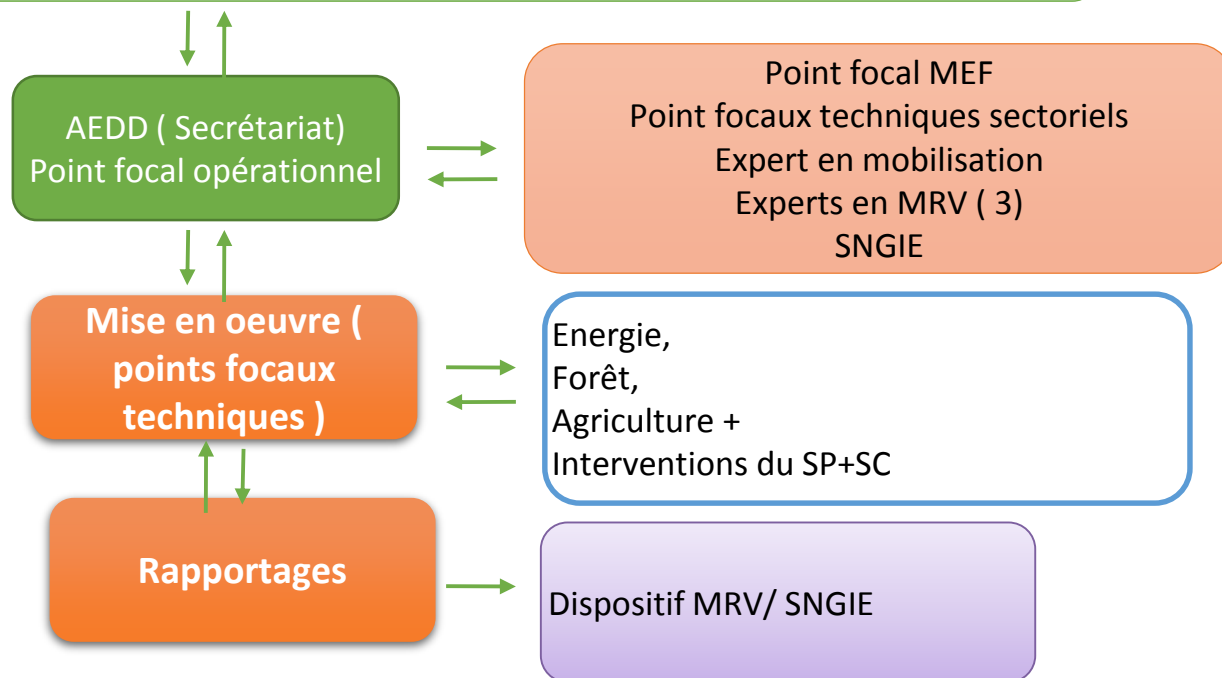 AEDD ( Secrétariat)
Point focal opérationnel
Point focal MEF
Point focaux techniques sectoriels
Expert en mobilisation
Experts en MRV ( 3)
SNGIE
Mise en oeuvre (
points focaux
techniques )
Energie,
Forêt,
Agriculture +
Interventions du SP+SC
Rapportages
Dispositif MRV/ SNGIE